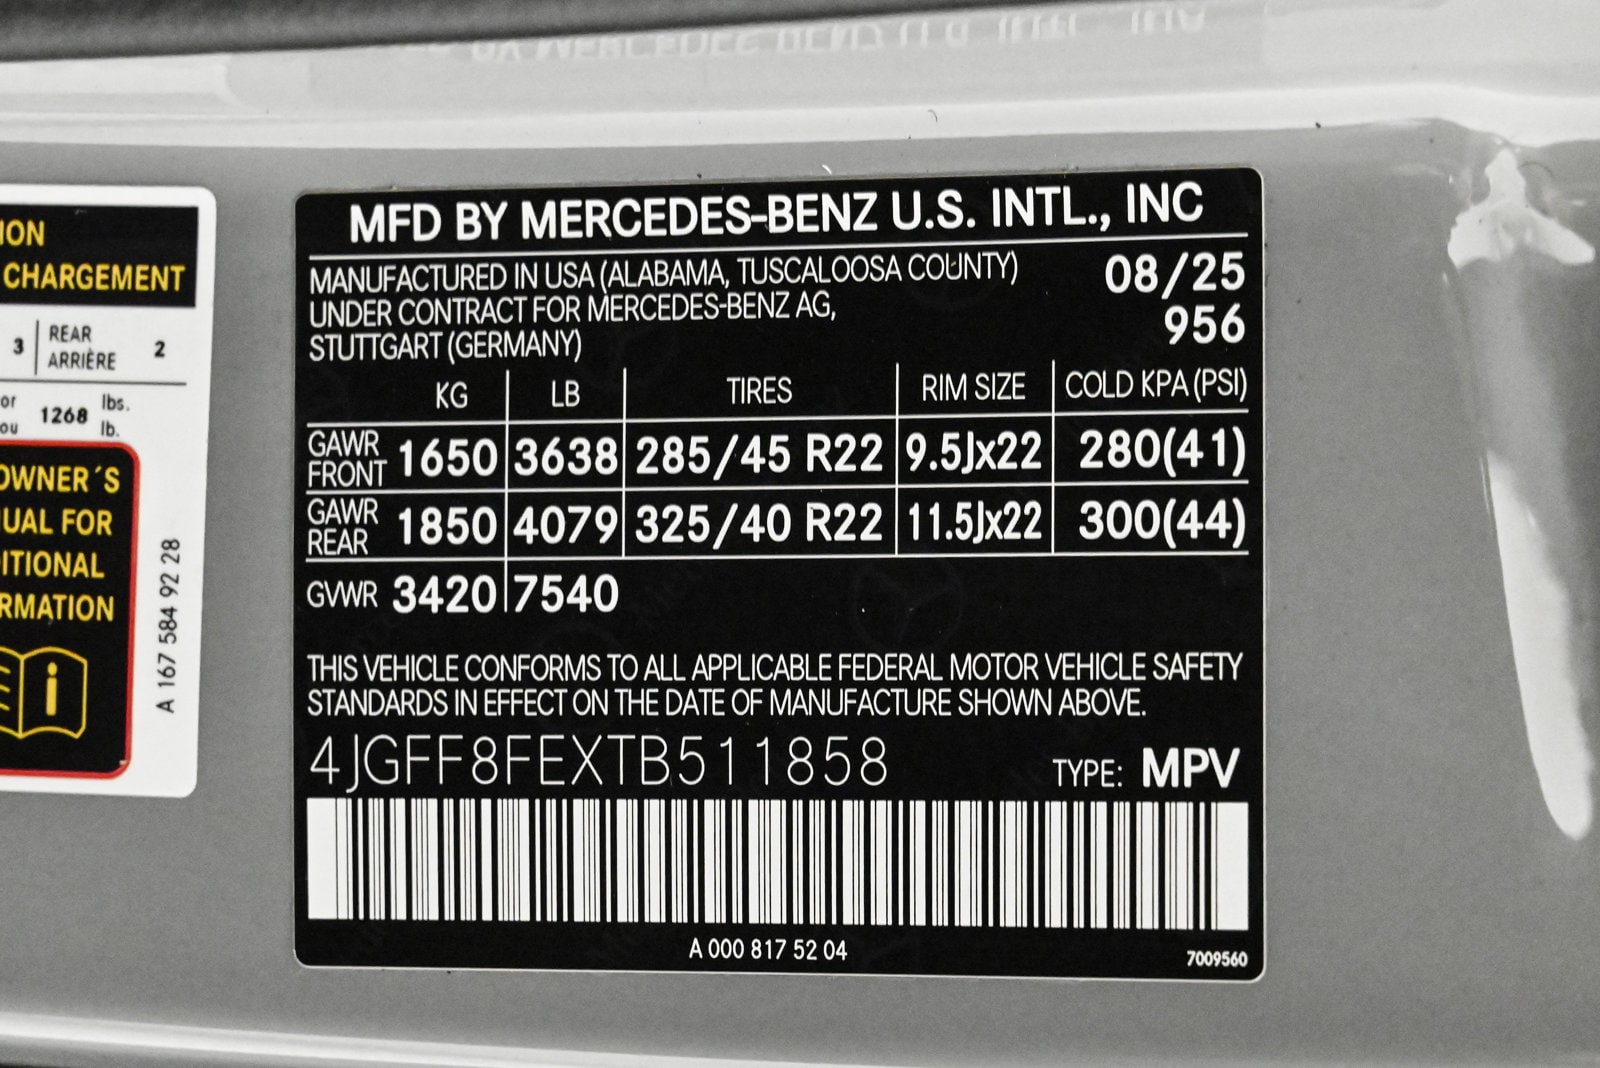 ION
CHARGEMENT
3 REAR
ARRIÈRE 2
or
ou 1268 lbs.
lb.
OWNER´S
UAL FOR
ITIONAL
RMATION
i
A 167 584 92 28
MFD BY MERCEDES-BENZ U.S. INTL., INC
MANUFACTURED IN USA (ALABAMA, TUSCALOOSA COUNTY)
UNDER CONTRACT FOR MERCEDES-BENZ AG,
STUTTGART (GERMANY)
08/25
956
KG LB TIRES RIM SIZE COLD KPA (PSI)
GAWR
FRONT 1650 3638 285/45 R22 9.5Jx22 280(41)
GAWR
REAR 1850 4079 325/40 R22 11.5Jx22 300(44)
GVWR 3420 7540
THIS VEHICLE CONFORMS TO ALL APPLICABLE FEDERAL MOTOR VEHICLE SAFETY
STANDARDS IN EFFECT ON THE DATE OF MANUFACTURE SHOWN ABOVE.
4JGFF8FEXTB511858 TYPE: MPV
A 000 817 52 04
7009560